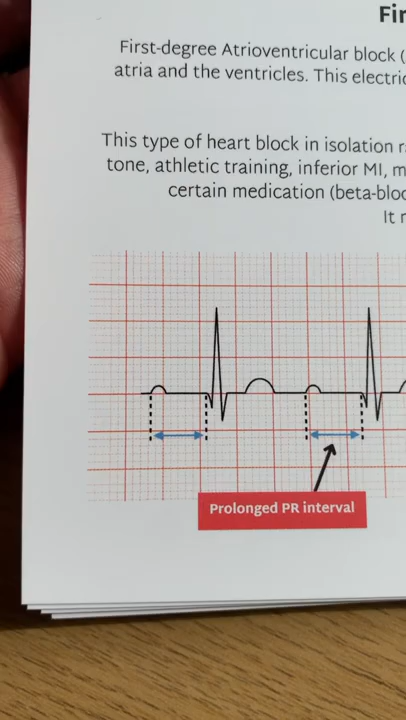 Fir
First-degree Atrioventricular block (
atria and the ventricles. This electric
This type of heart block in isolation r
tone, athletic training, inferior MI, m
certain medication (beta-bloc
It r
Prolonged PR interval